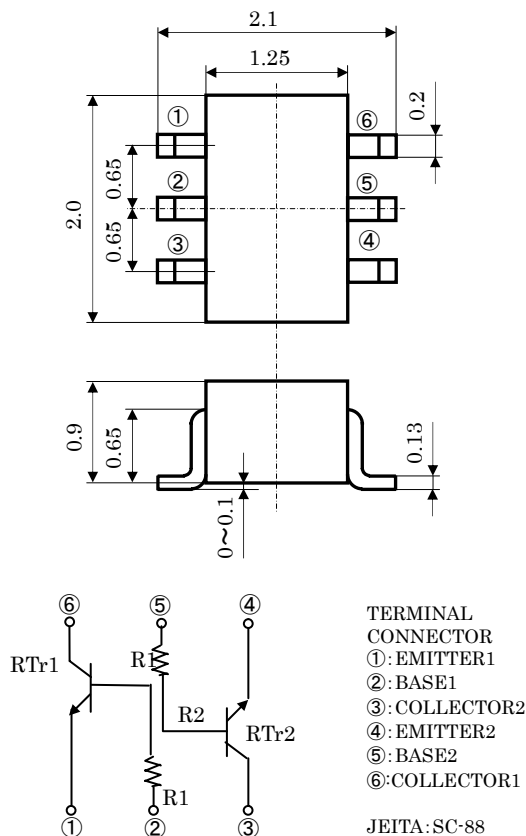 2.1
1.25
①
⑥
0.2
0.65
②
⑤
2.0
0.65
③
④
0.9
0.65
0.13
0～0.1
⑥
⑤
④
RTr1
R1
R2
RTr2
R1
①
②
③
TERMINAL
CONNECTOR
①:EMITTER1
②:BASE1
③:COLLECTOR2
④:EMITTER2
⑤:BASE2
⑥:COLLECTOR1
JEITA:SC-88